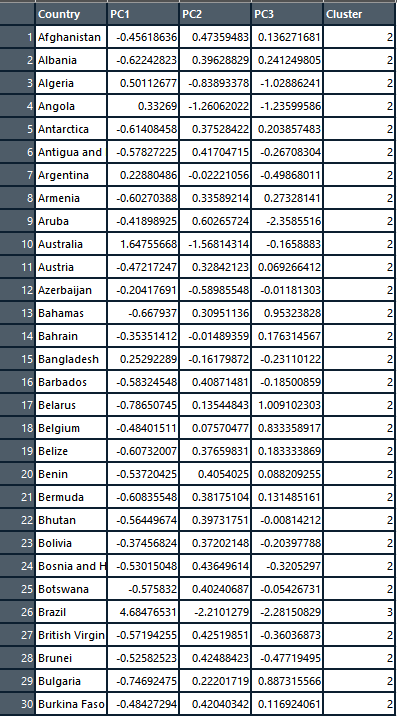 Country PC1 PC2 PC3 Cluster
1 Afghanistan -0.45618636 0.47359483 0.136271681 2
2 Albania -0.62242823 0.39628829 0.241249805 2
3 Algeria 0.50112677 -0.83893378 -1.02886241 2
4 Angola 0.33269 -1.26062022 -1.23599586 2
5 Antarctica -0.61408458 0.37528422 0.203857483 2
6 Antigua and -0.57827225 0.41704715 -0.26708304 2
7 Argentina 0.22880486 -0.02221056 -0.49868011 2
8 Armenia -0.60270388 0.33589214 0.27328141 2
9 Aruba -0.41898925 0.60265724 -2.3585516 2
10 Australia 1.64755668 -1.56814314 -0.1658883 2
11 Austria -0.47217247 0.32842123 0.069266412 2
12 Azerbaijan -0.20417691 -0.58985548 -0.01181303 2
13 Bahamas -0.667937 0.30951136 0.95323828 2
14 Bahrain -0.35351412 -0.01489359 0.176314567 2
15 Bangladesh 0.25292289 -0.16179872 -0.23110122 2
16 Barbados -0.58324548 0.40871481 -0.18500859 2
17 Belarus -0.78650745 0.13544843 1.009102303 2
18 Belgium -0.48401511 0.07570477 0.833358917 2
19 Belize -0.60732007 0.37659831 0.183333869 2
20 Benin -0.53720425 0.4054025 0.088209255 2
21 Bermuda -0.60835548 0.38175104 0.131485161 2
22 Bhutan -0.56449674 0.39731751 -0.00814212 2
23 Bolivia -0.37456824 0.37202148 -0.20397788 2
24 Bosnia and H -0.53015048 0.43649614 -0.3205297 2
25 Botswana -0.575832 0.40240687 -0.05426731 2
26 Brazil 4.68476531 -2.2101279 -2.28150829 3
27 British Virgin -0.57194255 0.42519851 -0.36036873 2
28 Brunei -0.52582523 0.42488423 -0.47719495 2
29 Bulgaria -0.74692475 0.22201719 0.887315566 2
30 Burkina Faso -0.48427294 0.42040342 0.116924061 2